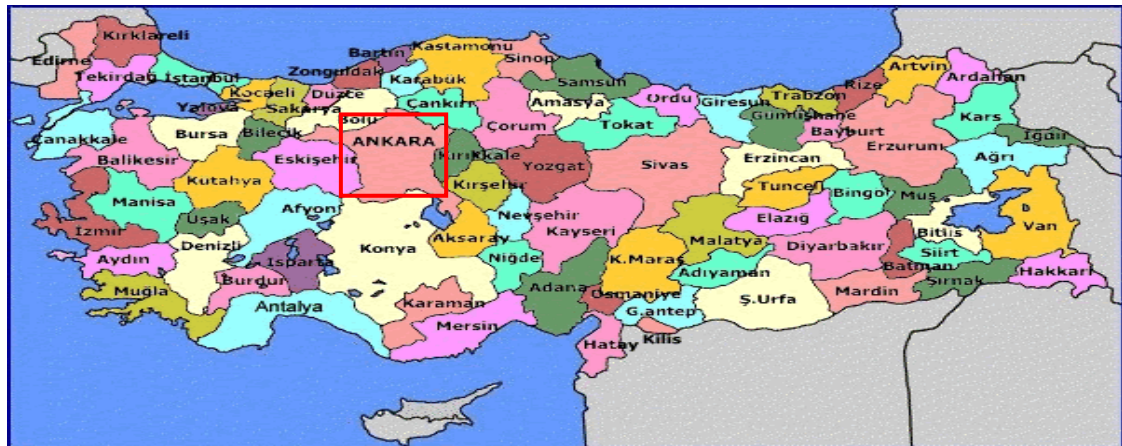 Kırklareli
Edirne
Tekirdağ
İstanbul
Kocaeli
Yalova
Sakarya
Düzce
Zonguldak
Bartın
Karabük
Kastamonu
Sinop
Samsun
Çankırı
Bolu
Amasya
Ordu
Giresun
Trabzon
Rize
Artvin
Ardahan
Kars
Iğdır
Gümüşhane
Bayburt
Erzurum
Ağrı
Çanakkale
Bursa
Bilecik
Balikesir
Eskişehir
ANKARA
Kırıkkale
Çorum
Tokat
Yozgat
Sivas
Erzincan
Tuncel
Bingol
Muş
Kutahya
Kırşehir
Manisa
Uşak
Afyon
Nevşehir
Kayseri
Malatya
Elazığ
Diyarbakır
Bitlis
Van
İzmir
Denizli
Konya
Aksaray
Niğde
K.Maraş
Adıyaman
Batman
Siirt
Hakkari
Aydın
Isparta
Burdur
Muğla
Antalya
Karaman
Mersin
Adana
Osmaniye
G.antep
Ş.Urfa
Mardin
Şırnak
Hatay
Kilis